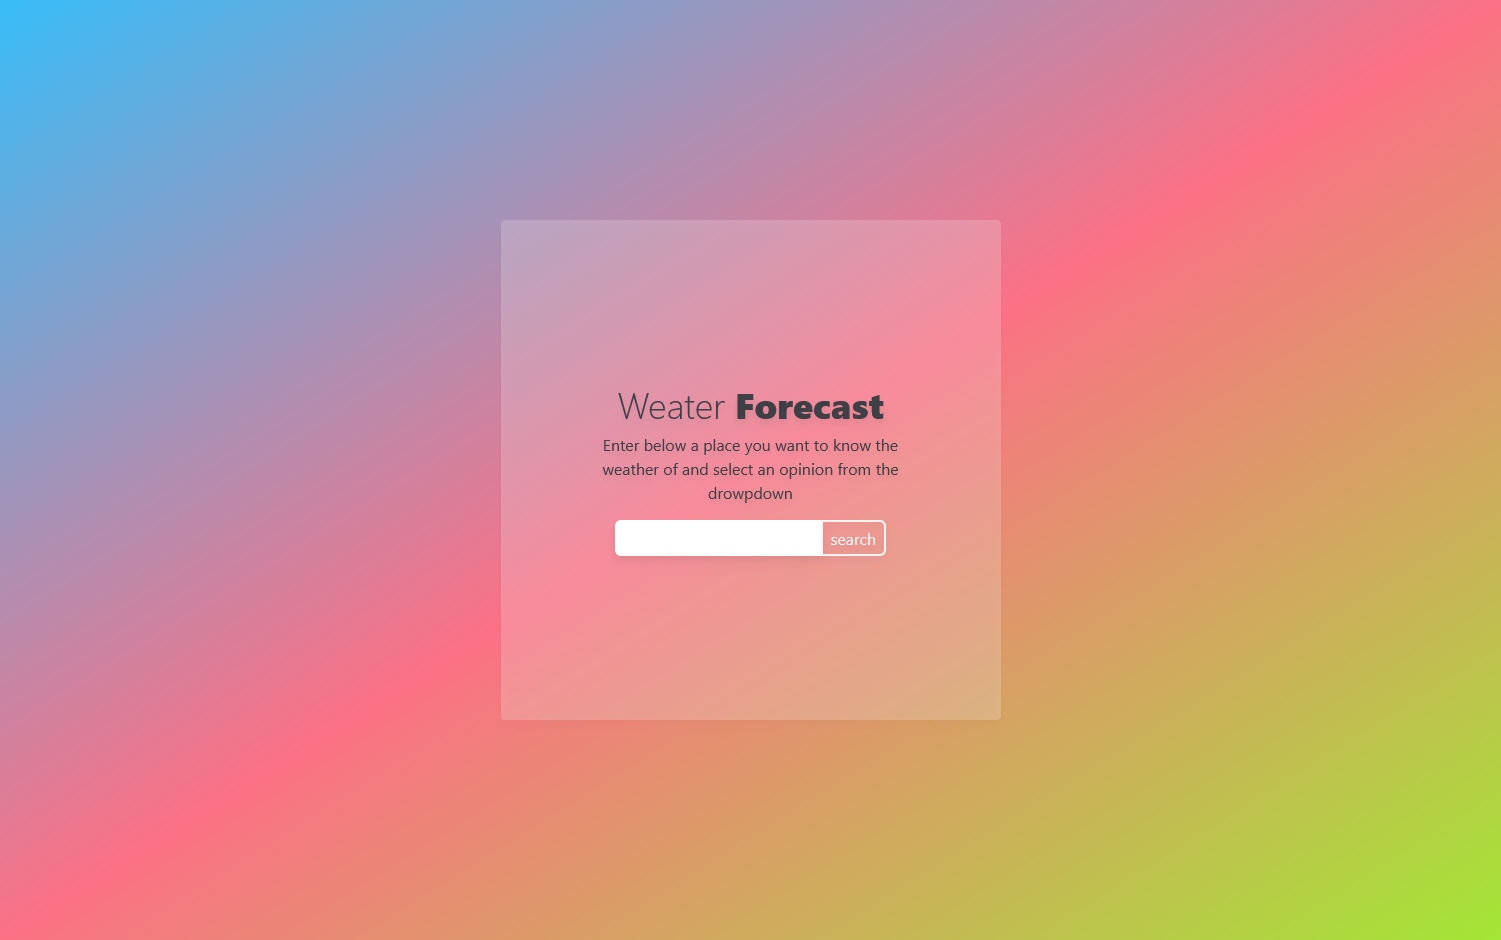 Weater Forecast
Enter below a place you want to know the
weather of and select an opinion from the
drowpdown
search